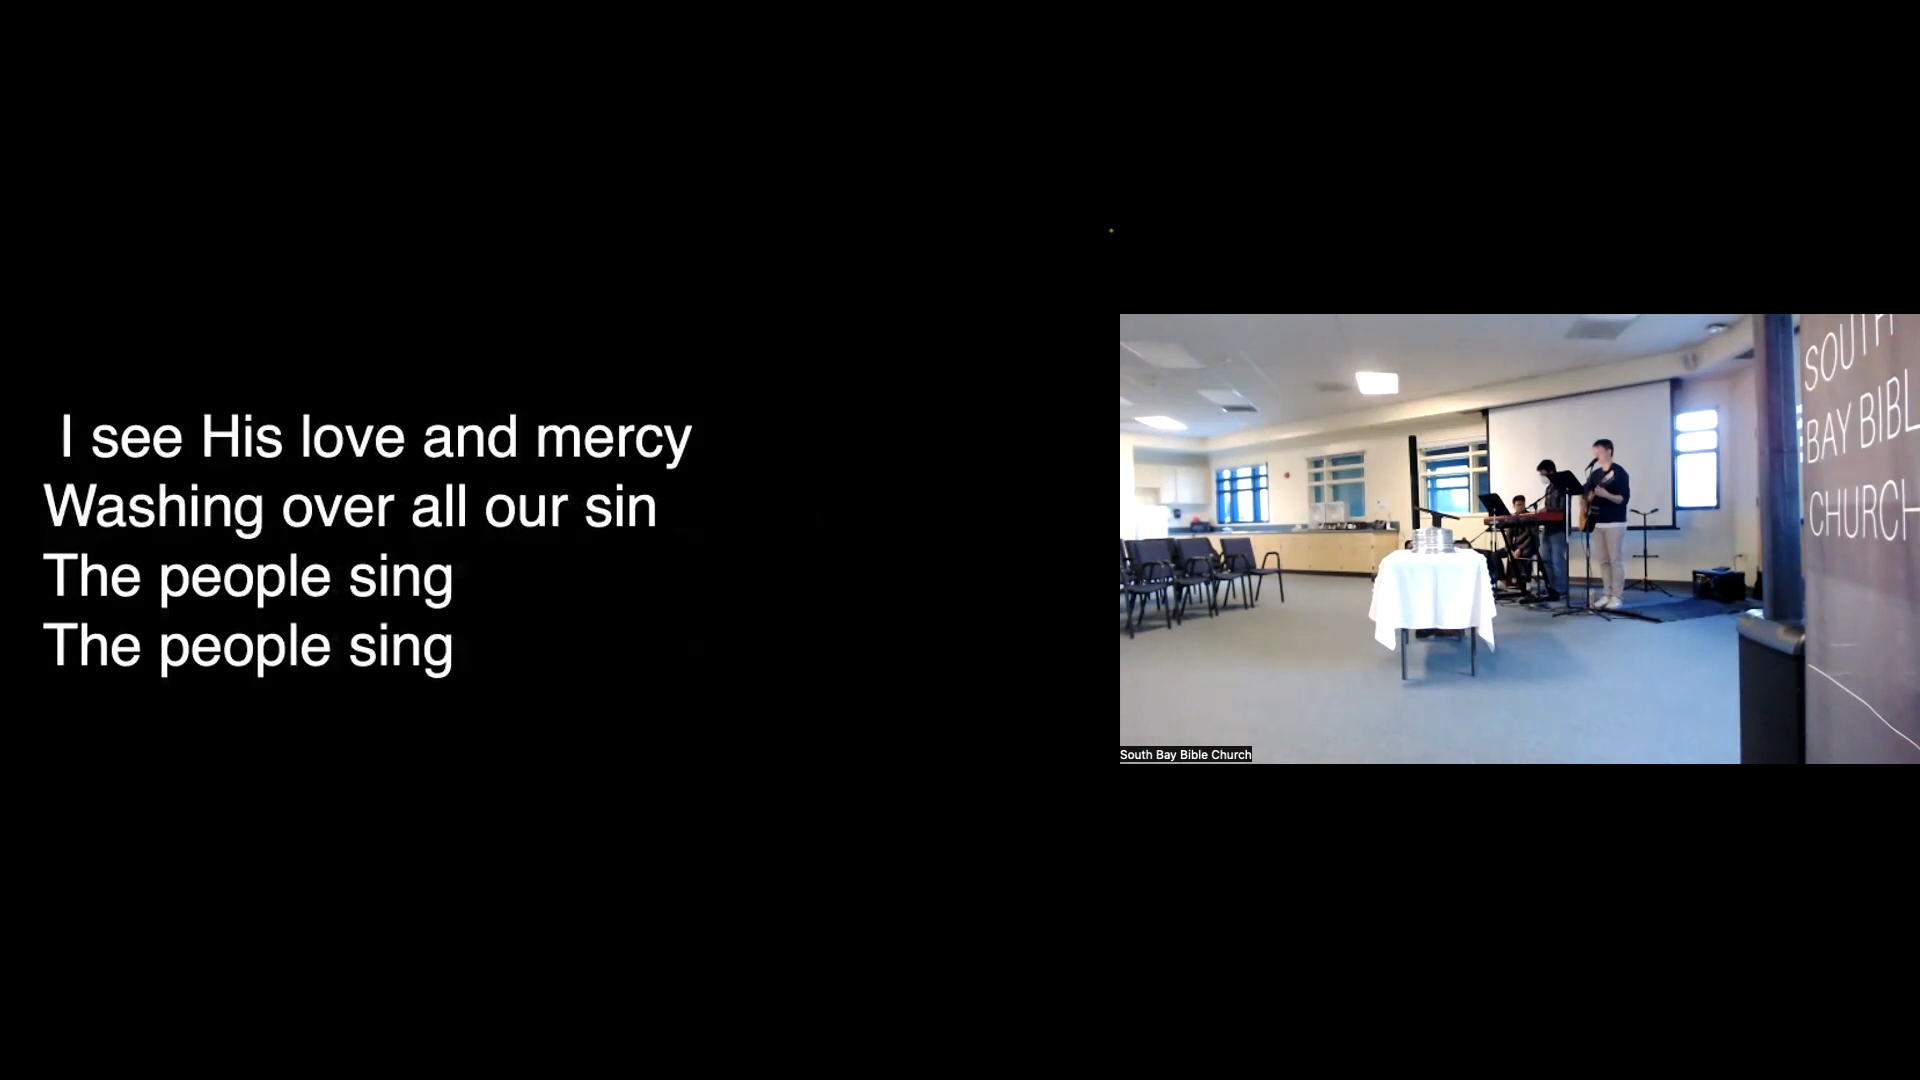 I see His love and mercy
Washing over all our sin
The people sing
The people sing
SOUTH
BAY BIBL
CHURCH
South Bay Bible Church